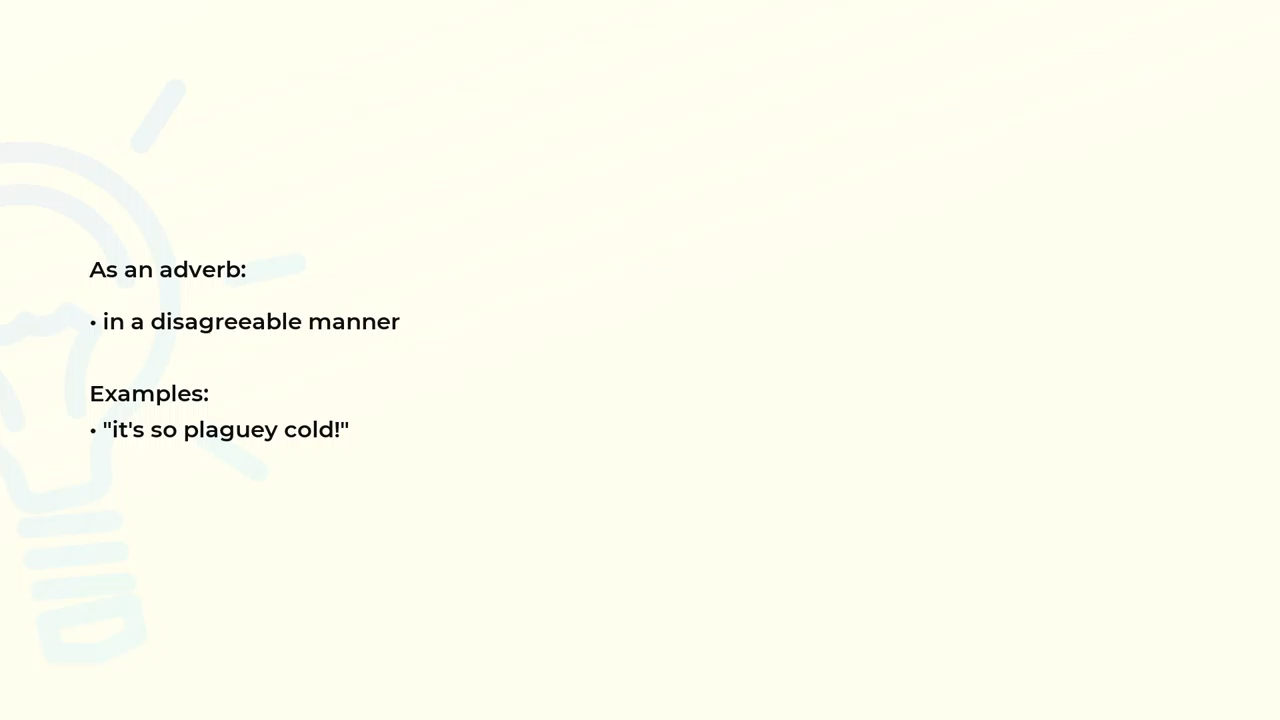 As an adverb:
• in a disagreeable manner
Examples:
• "it's so plaguey cold!"